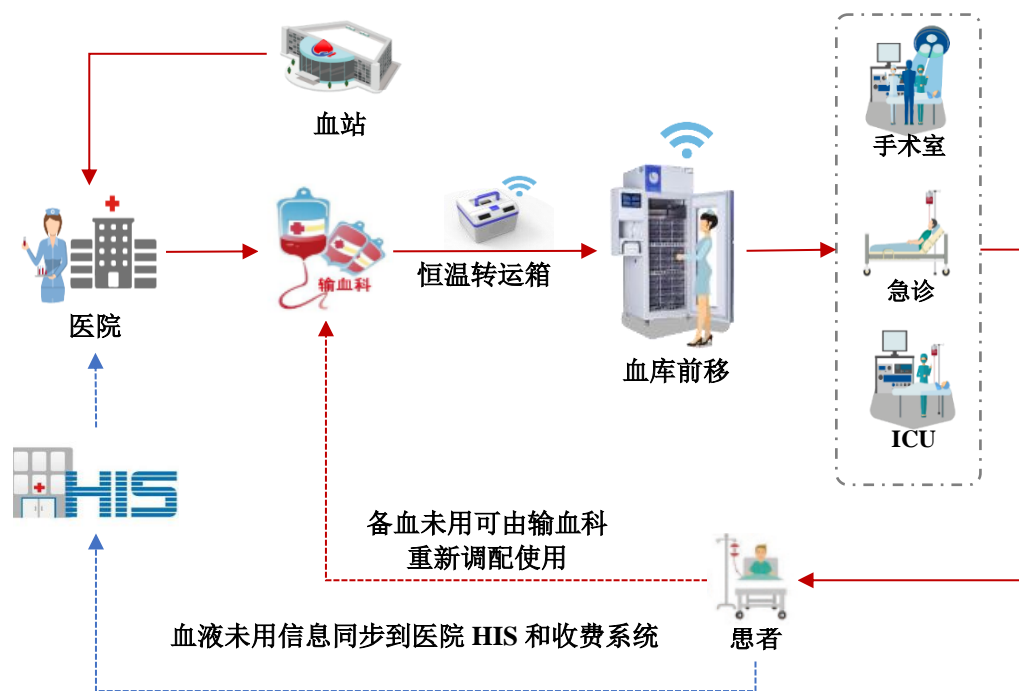 血站
手术室
输血科
恒温转运箱
急诊
医院
血库前移
ICU
HIS
备血未用可由输血科
重新调配使用
血液未用信息同步到医院 HIS 和收费系统
患者